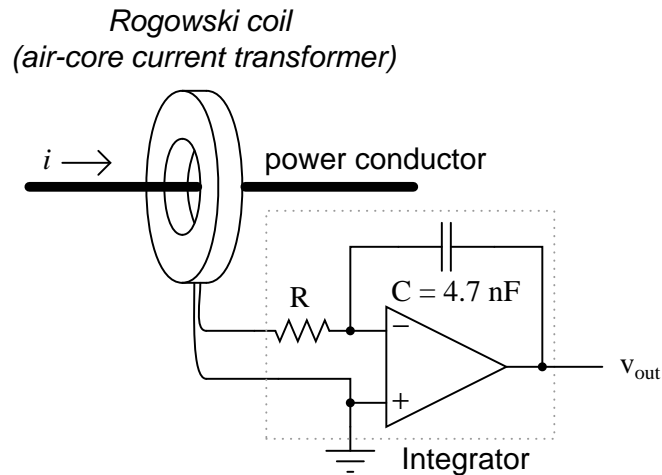 Rogowski coil
(air-core current transformer)
i
power conductor
R
C = 4.7 nF
−
+
v_out
Integrator